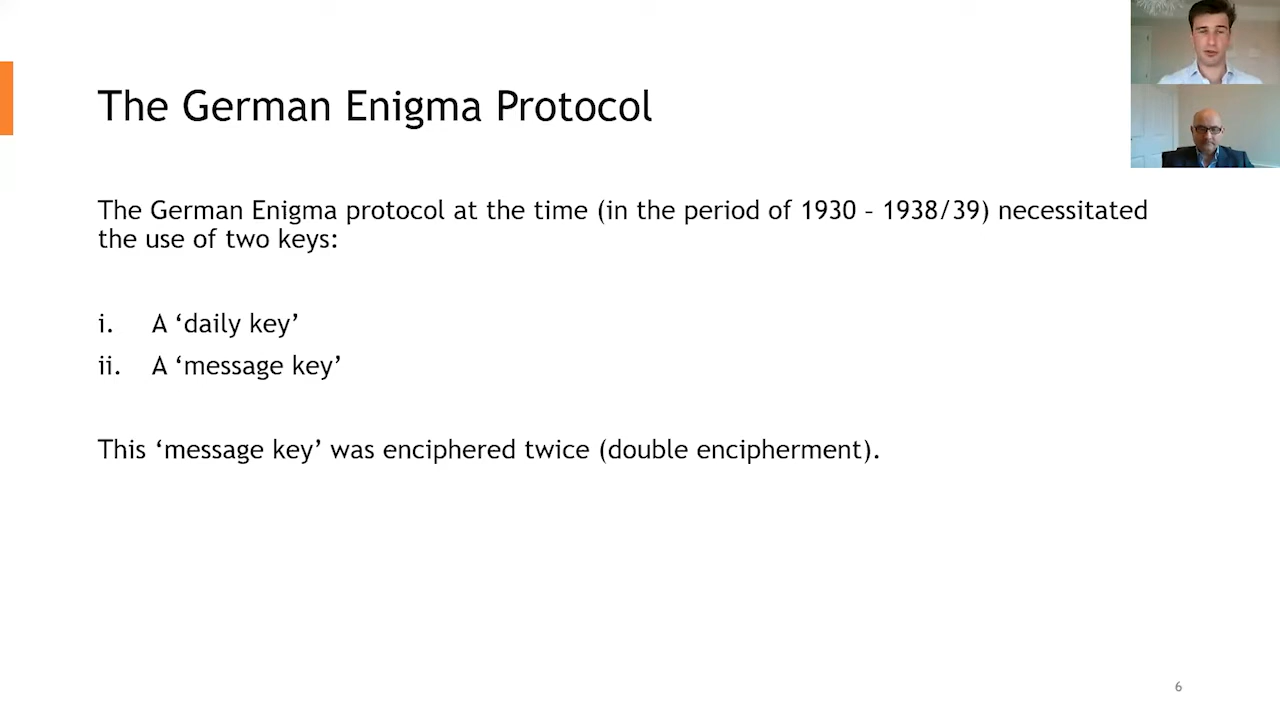 The German Enigma Protocol
The German Enigma protocol at the time (in the period of 1930 – 1938/39) necessitated
the use of two keys:
i. A ‘daily key’
ii. A ‘message key’
This ‘message key’ was enciphered twice (double encipherment).
6